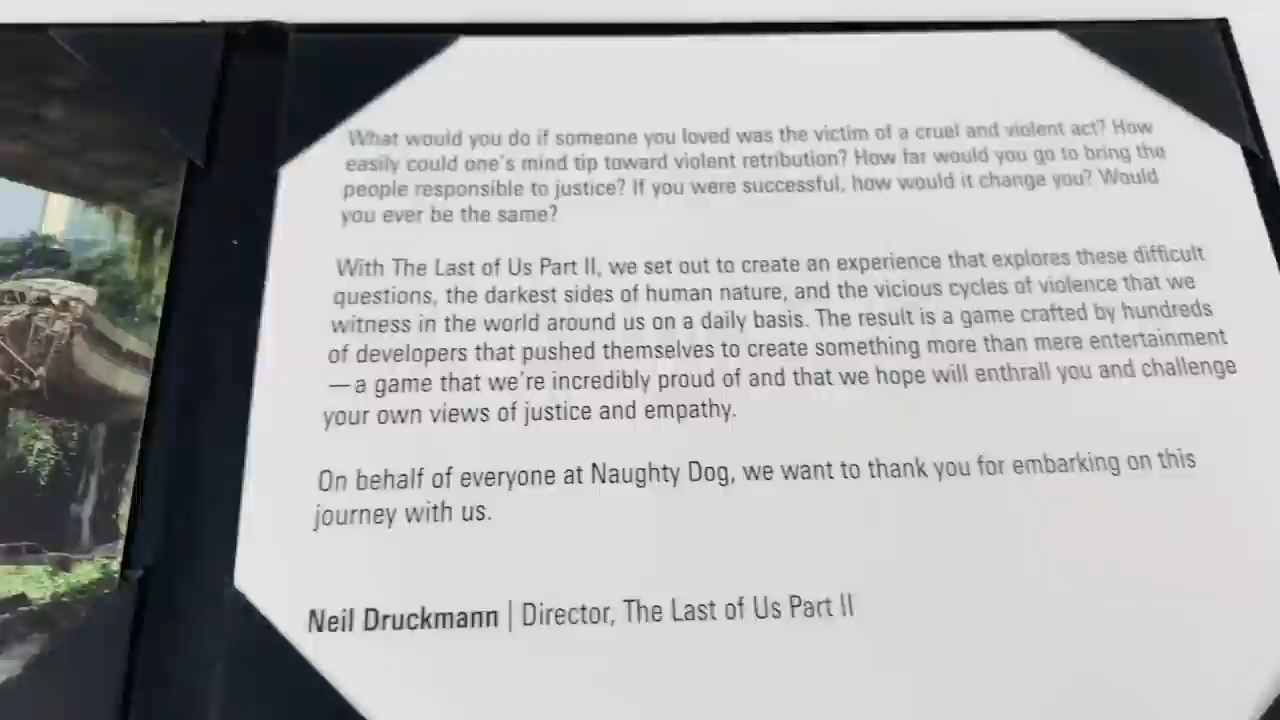 What would you do if someone you loved was the victim of a cruel and violent act? How
easily could one's mind tip toward violent retribution? How far would you go to bring the
people responsible to justice? If you were successful, how would it change you? Would
you ever be the same?
With The Last of Us Part II, we set out to create an experience that explores these difficult
questions, the darkest sides of human nature, and the vicious cycles of violence that we
witness in the world around us on a daily basis. The result is a game crafted by hundreds
of developers that pushed themselves to create something more than mere entertainment
—a game that we're incredibly proud of and that we hope will enthrall you and challenge
your own views of justice and empathy.
On behalf of everyone at Naughty Dog, we want to thank you for embarking on this
journey with us.
Neil Druckmann | Director, The Last of Us Part II